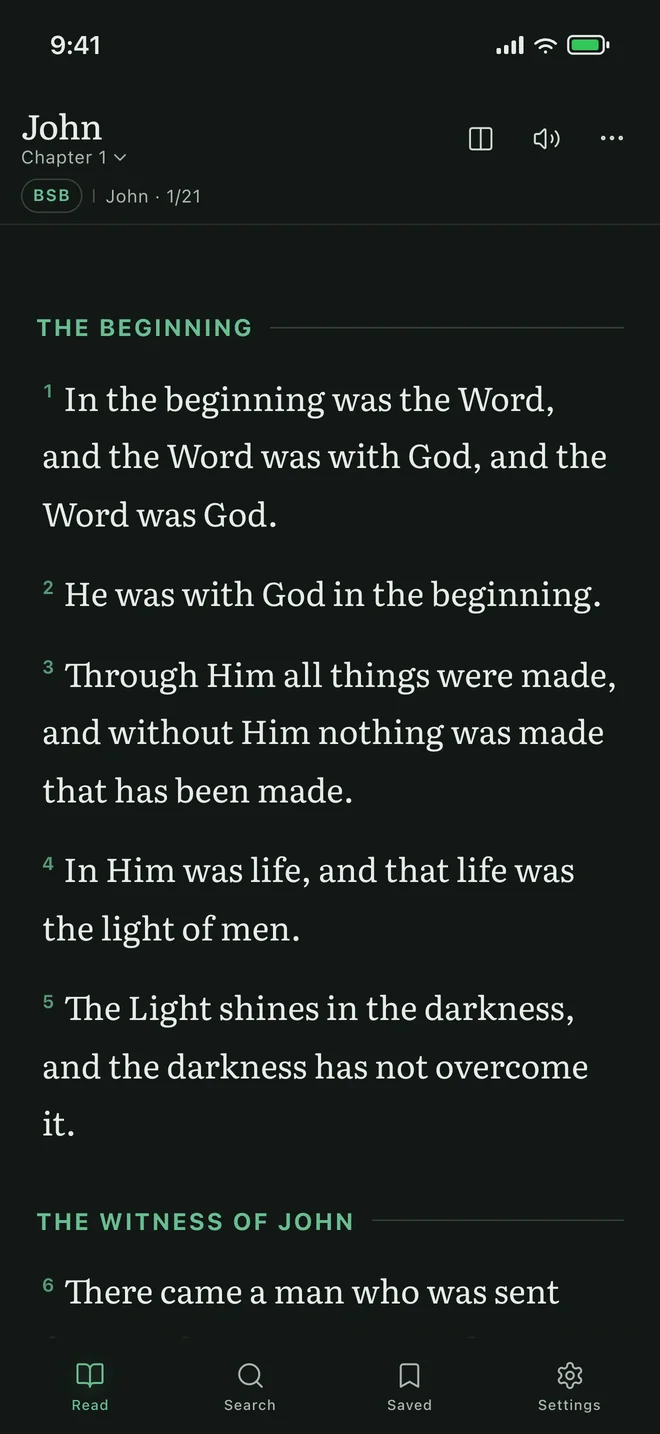 9:41
John
Chapter 1
BSB | John · 1/21
THE BEGINNING
1 In the beginning was the Word,
and the Word was with God, and the
Word was God.
2 He was with God in the beginning.
3 Through Him all things were made,
and without Him nothing was made
that has been made.
4 In Him was life, and that life was
the light of men.
5 The Light shines in the darkness,
and the darkness has not overcome
it.
THE WITNESS OF JOHN
6 There came a man who was sent
Read Search Saved Settings